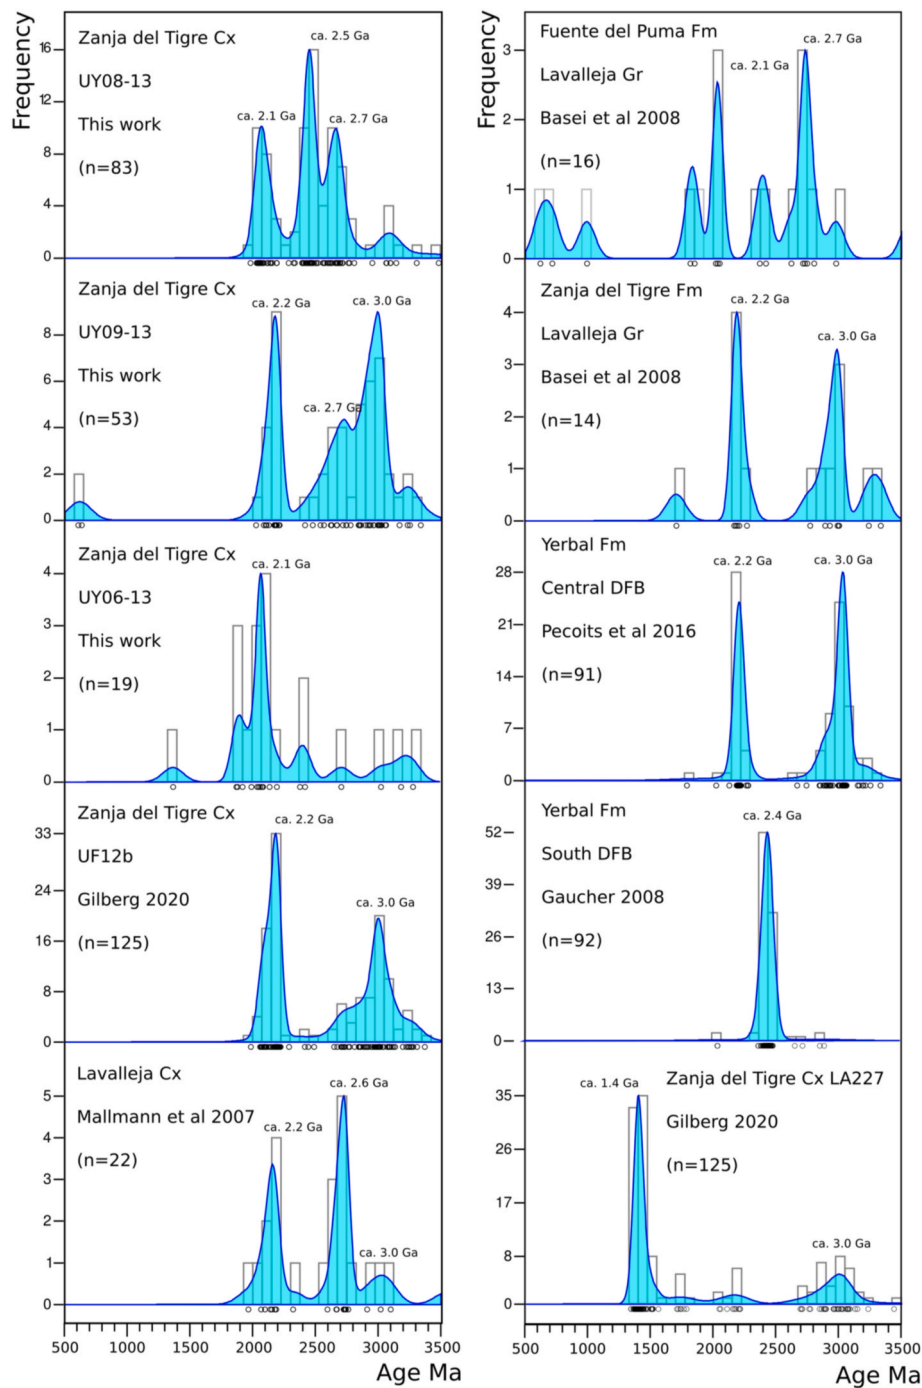 Frequency
Zanja del Tigre Cx
UY08-13
This work
(n=83)
ca. 2.5 Ga
ca. 2.1 Ga
ca. 2.7 Ga
16
12
8
4
0
Zanja del Tigre Cx
UY09-13
This work
(n=53)
ca. 2.2 Ga
ca. 3.0 Ga
ca. 2.7 Ga
8
6
4
2
0
Zanja del Tigre Cx
UY06-13
This work
(n=19)
ca. 2.1 Ga
4
3
2
1
0
Zanja del Tigre Cx
UF12b
Gilberg 2020
(n=125)
ca. 2.2 Ga
ca. 3.0 Ga
33
24
16
8
0
Lavalleja Cx
Mallmann et al 2007
(n=22)
ca. 2.6 Ga
ca. 2.2 Ga
ca. 3.0 Ga
5
4
3
2
1
0
500 1000 1500 2000 2500 3000 3500
Age Ma
Frequency
Fuente del Puma Fm
Lavalleja Gr
Basei et al 2008
(n=16)
ca. 2.7 Ga
ca. 2.1 Ga
3
2
1
0
Zanja del Tigre Fm
Lavalleja Gr
Basei et al 2008
(n=14)
ca. 2.2 Ga
ca. 3.0 Ga
4
3
2
1
0
Yerbal Fm
Central DFB
Pecoits et al 2016
(n=91)
ca. 2.2 Ga
ca. 3.0 Ga
28
21
14
7
0
Yerbal Fm
South DFB
Gaucher 2008
(n=92)
ca. 2.4 Ga
52
39
26
13
0
Zanja del Tigre Cx LA227
Gilberg 2020
(n=125)
ca. 1.4 Ga
ca. 3.0 Ga
35
26
17
8
0
500 1000 1500 2000 2500 3000 3500
Age Ma